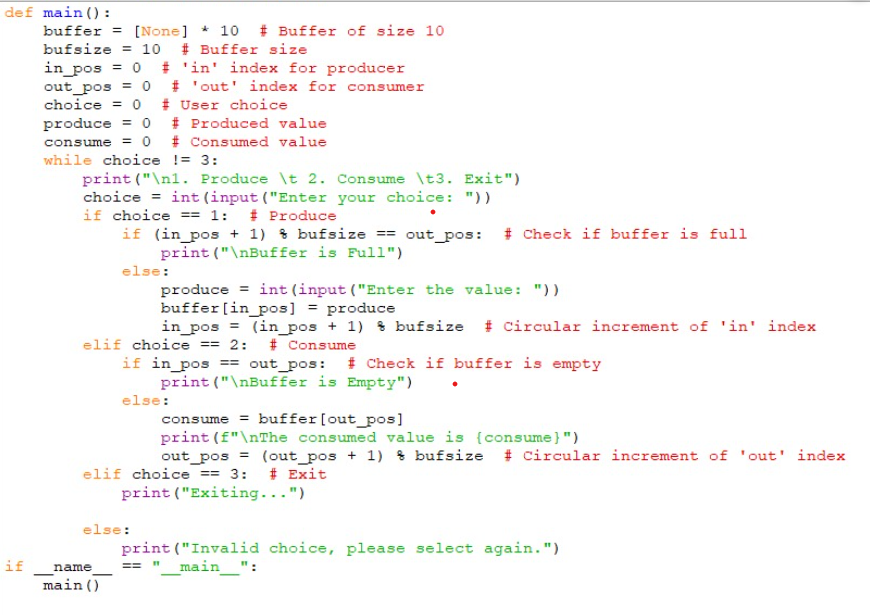 def main():
    buffer = [None] * 10  # Buffer of size 10
    bufsize = 10  # Buffer size
    in_pos = 0  # 'in' index for producer
    out_pos = 0  # 'out' index for consumer
    choice = 0  # User choice
    produce = 0  # Produced value
    consume = 0  # Consumed value
    while choice != 3:
        print("\n1. Produce \t 2. Consume \t3. Exit")
        choice = int(input("Enter your choice: "))
        if choice == 1:  # Produce
            if (in_pos + 1) % bufsize == out_pos:  # Check if buffer is full
                print("\nBuffer is Full")
            else:
                produce = int(input("Enter the value: "))
                buffer[in_pos] = produce
                in_pos = (in_pos + 1) % bufsize  # Circular increment of 'in' index
        elif choice == 2:  # Consume
            if in_pos == out_pos:  # Check if buffer is empty
                print("\nBuffer is Empty")
            else:
                consume = buffer[out_pos]
                print(f"\nThe consumed value is {consume}")
                out_pos = (out_pos + 1) % bufsize  # Circular increment of 'out' index
        elif choice == 3:  # Exit
            print("Exiting...")

        else:
            print("Invalid choice, please select again.")
if __name__ == "__main__":
    main()